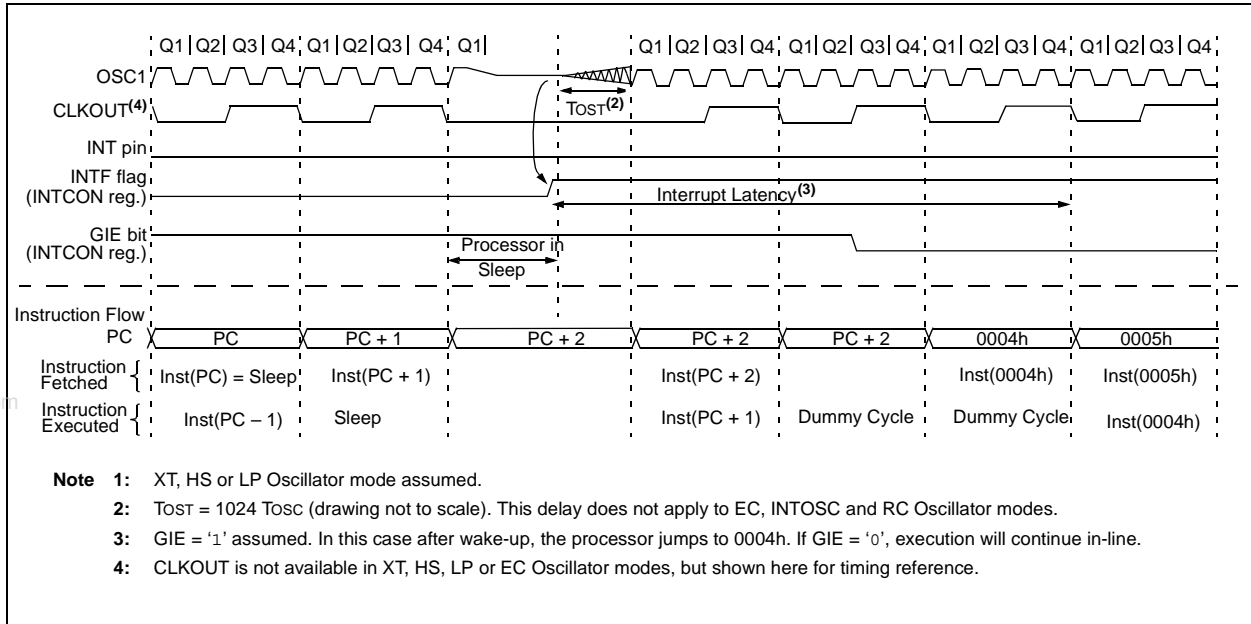 Q1 Q2 Q3 Q4 Q1 Q2 Q3 Q4 Q1 Q1 Q2 Q3 Q4 Q1 Q2 Q3 Q4 Q1 Q2 Q3 Q4 Q1 Q2 Q3 Q4
OSC1
TOST(2)
CLKOUT(4)
INT pin
INTF flag
(INTCON reg.)
Interrupt Latency(3)
GIE bit
(INTCON reg.)
Processor in
Sleep
Instruction Flow
PC PC PC + 1 PC + 2 PC + 2 PC + 2 0004h 0005h
Instruction
Fetched
Inst(PC) = Sleep Inst(PC + 1) Inst(PC + 2) Inst(0004h) Inst(0005h)
Instruction
Executed
Inst(PC – 1) Sleep Inst(PC + 1) Dummy Cycle Dummy Cycle Inst(0004h)
m
Note 1: XT, HS or LP Oscillator mode assumed.
2: TOST = 1024 TOSC (drawing not to scale). This delay does not apply to EC, INTOSC and RC Oscillator modes.
3: GIE = ‘1’ assumed. In this case after wake-up, the processor jumps to 0004h. If GIE = ‘0’, execution will continue in-line.
4: CLKOUT is not available in XT, HS, LP or EC Oscillator modes, but shown here for timing reference.